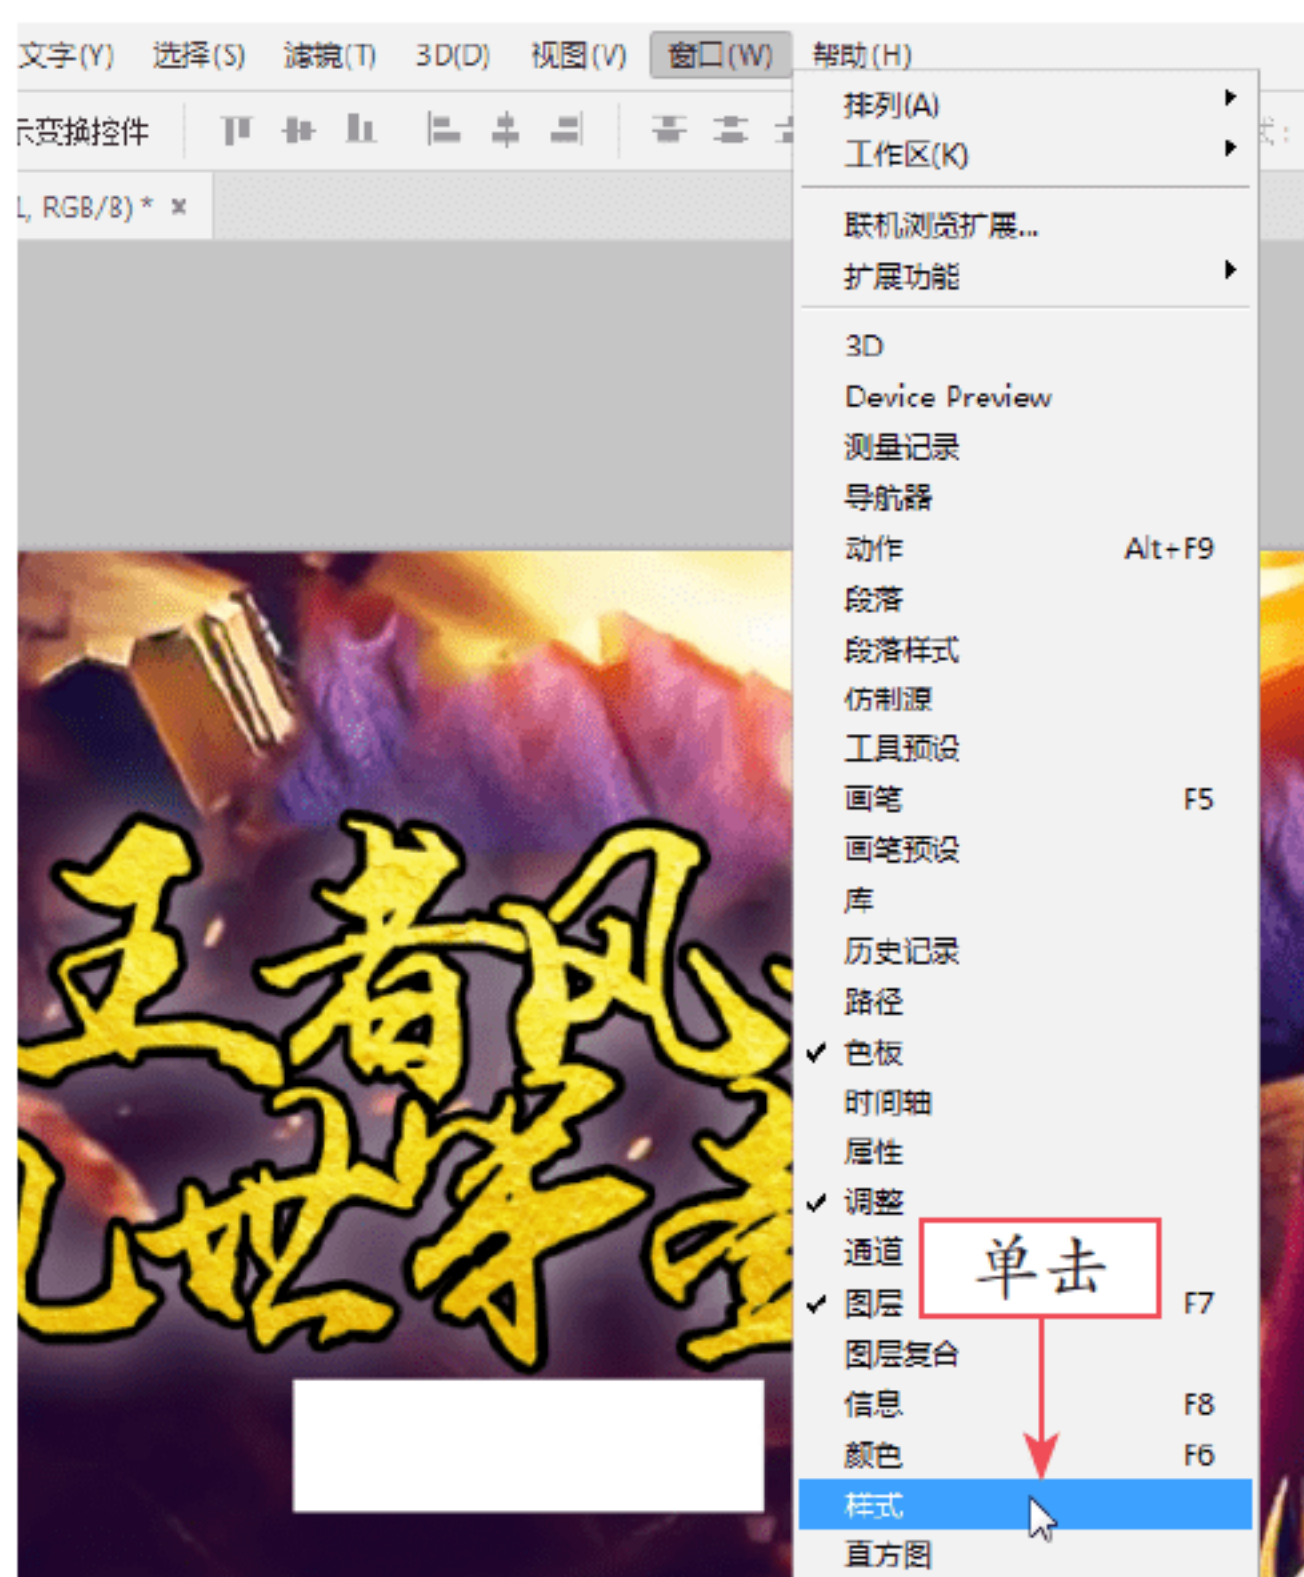 文字(Y) 选择(S) 滤镜(T) 3D(D) 视图(V) 窗口(W) 帮助(H)
示变换控件
1, RGB/8) * ×
排列(A)
工作区(K)
联机浏览扩展...
扩展功能
3D
Device Preview
测量记录
导航器
动作 Alt+F9
段落
段落样式
仿制源
工具预设
画笔 F5
画笔预设
库
历史记录
路径
色板
时间轴
属性
调整
通道
单击
图层 F7
图层复合
信息 F8
颜色 F6
样式
直方图
王者风
世